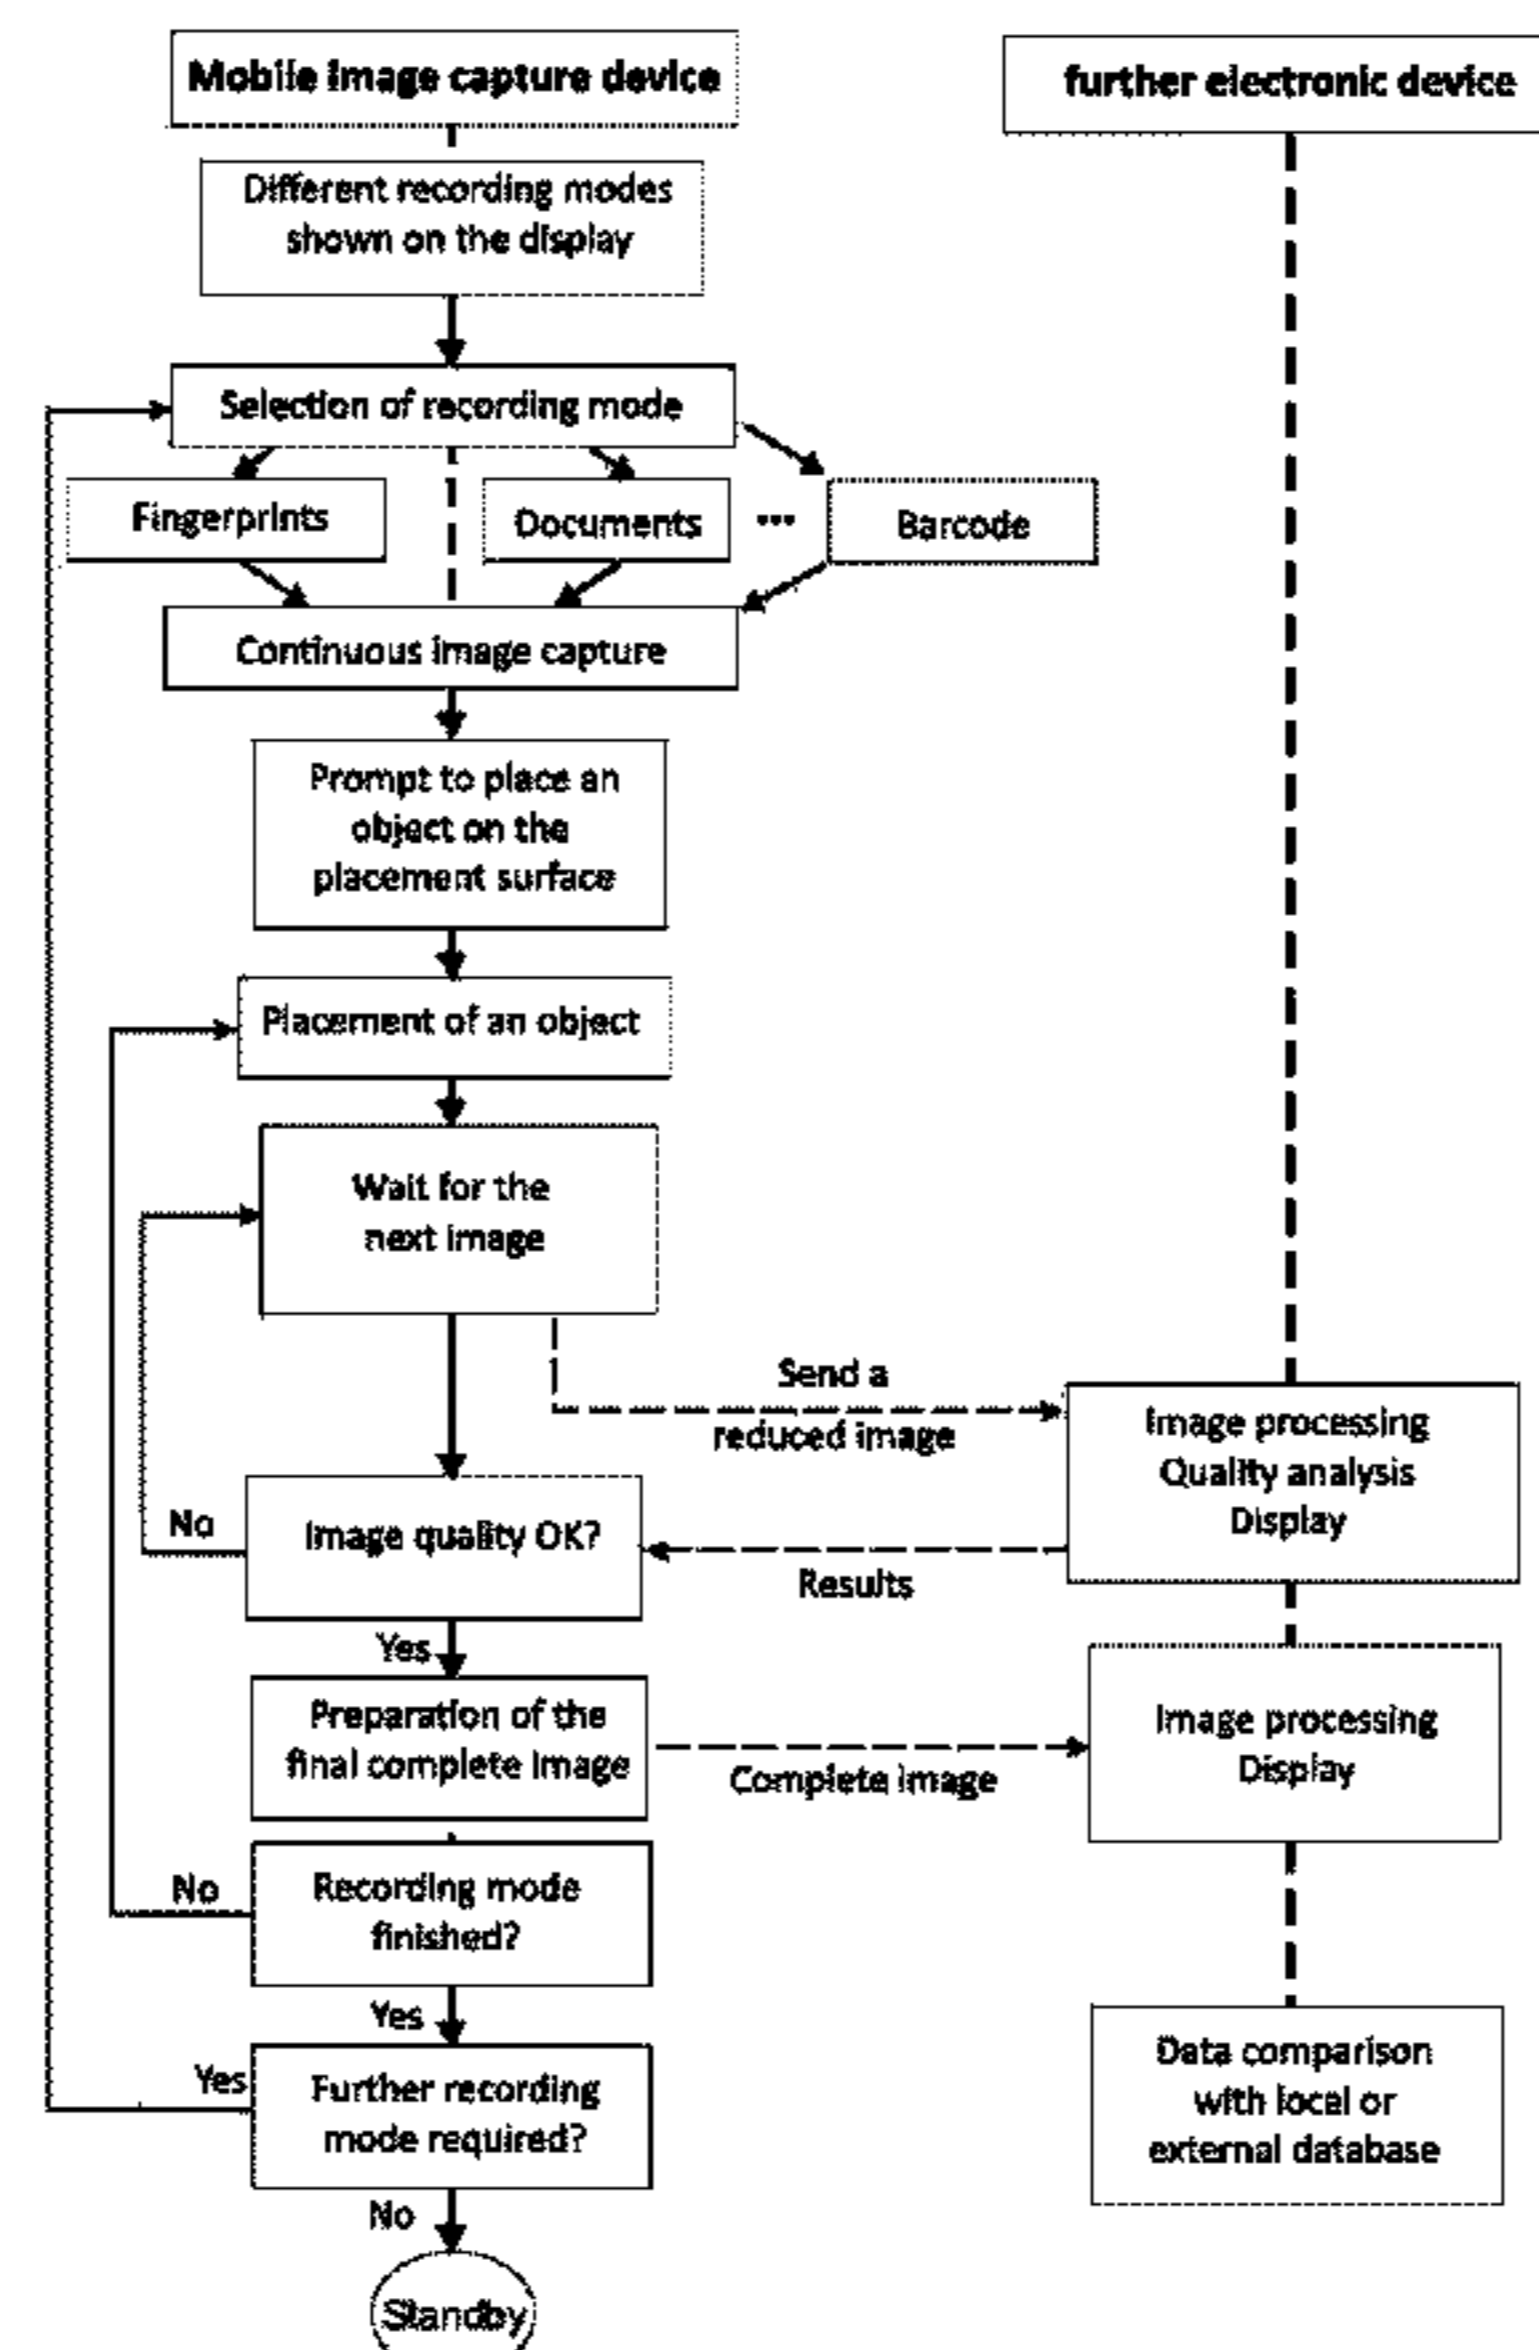 Mobile image capture device
further electronic device
Different recording modes
shown on the display
Selection of recording mode
Fingerprints
Documents
...
Barcode
Continuous image capture
Prompt to place an
object on the
placement surface
Placement of an object
Wait for the
next image
Send a
reduced image
Image processing
Quality analysis
Display
No
Image quality OK?
Results
Yes
Preparation of the
final complete image
Complete image
Image processing
Display
No
Recording mode
finished?
Yes
Yes
Further recording
mode required?
Data comparison
with local or
external database
No
Standby